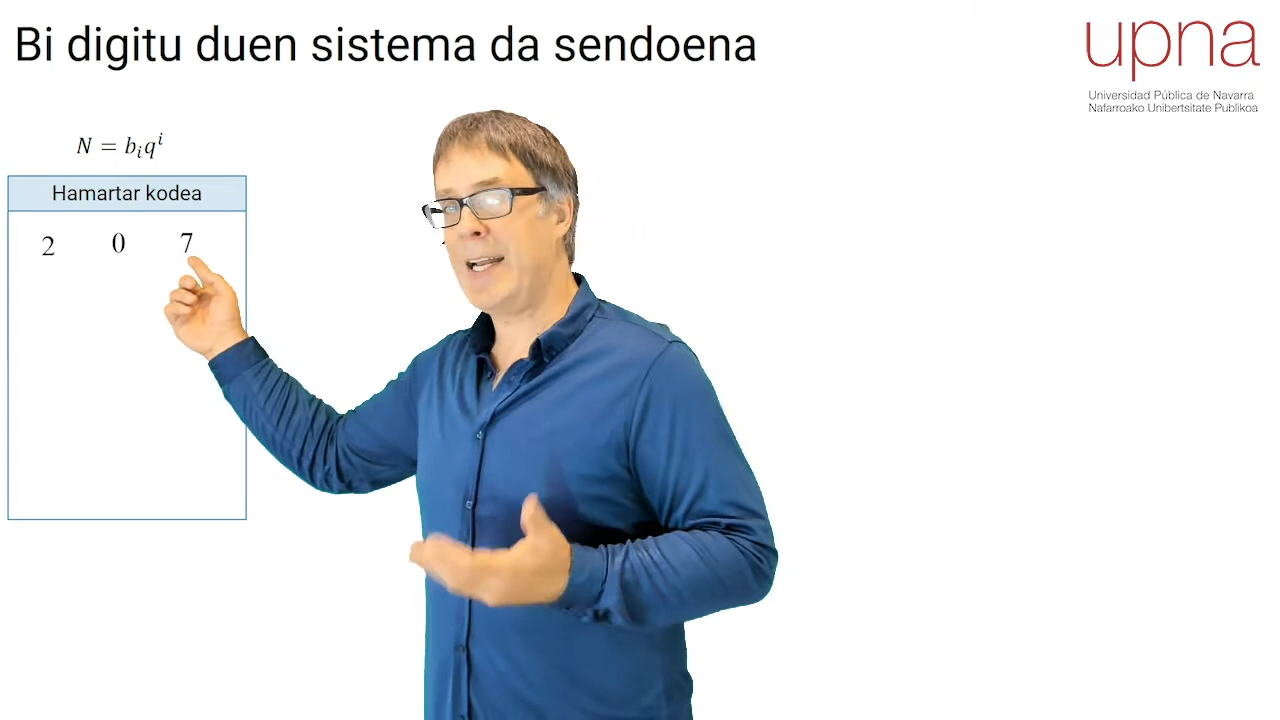 Bi digitu duen sistema da sendoena
upna
Universidad Pública de Navarra
Nafarroako Unibertsitate Publikoa
N = bᵢqⁱ
Hamartar kodea
2 0 7